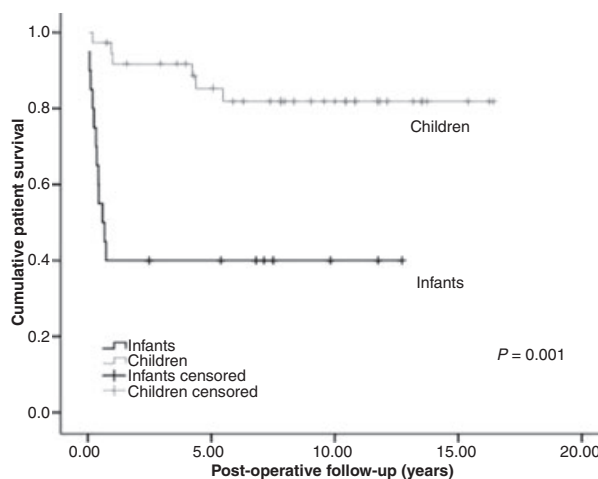 Cumulative patient survival
1.0
0.8
0.6
0.4
0.2
0.0
Children
Infants
P = 0.001
Infants
Children
Infants censored
Children censored
0.00 5.00 10.00 15.00 20.00
Post-operative follow-up (years)